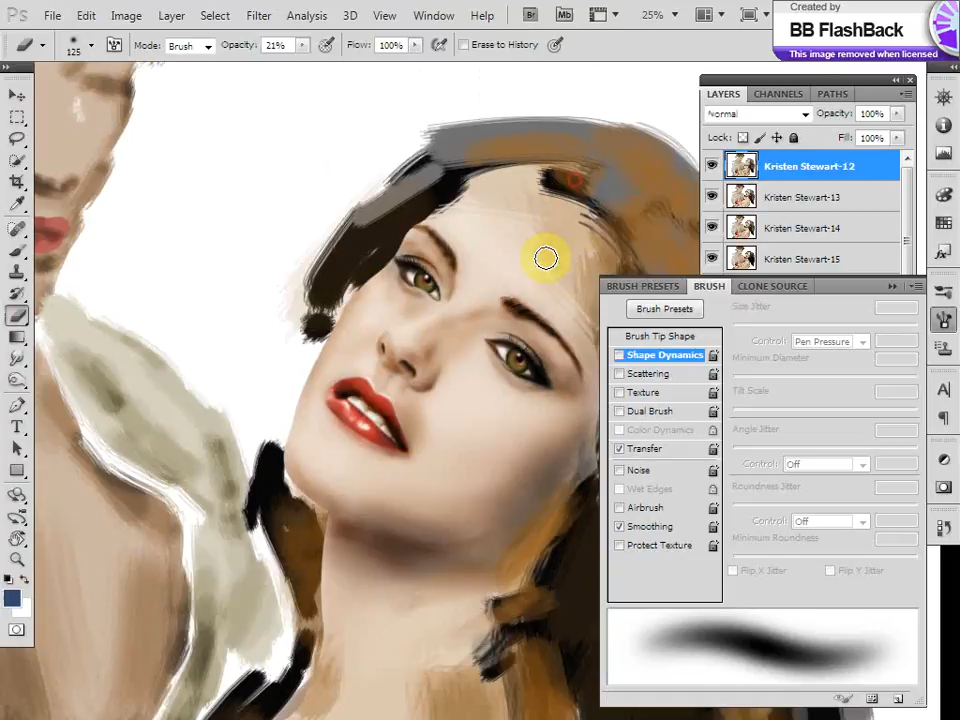 Ps File Edit Image Layer Select Filter Analysis 3D View Window Help Br Mb 25%
Created by
BB FlashBack
This image removed when licensed
125 Mode: Brush Opacity: 21% Flow: 100% Erase to History
LAYERS CHANNELS PATHS
Normal Opacity: 100%
Lock: Fill: 100%
Kristen Stewart-12
Kristen Stewart-13
Kristen Stewart-14
Kristen Stewart-15
BRUSH PRESETS BRUSH CLONE SOURCE
Brush Presets
Size Jitter
Brush Tip Shape
Control: Pen Pressure
Shape Dynamics
Minimum Diameter
Scattering
Texture
Tilt Scale
Dual Brush
Color Dynamics
Angle Jitter
Transfer
Control: Off
Noise
Wet Edges
Roundness Jitter
Airbrush
Control: Off
Smoothing
Protect Texture
Minimum Roundness
Flip X Jitter Flip Y Jitter